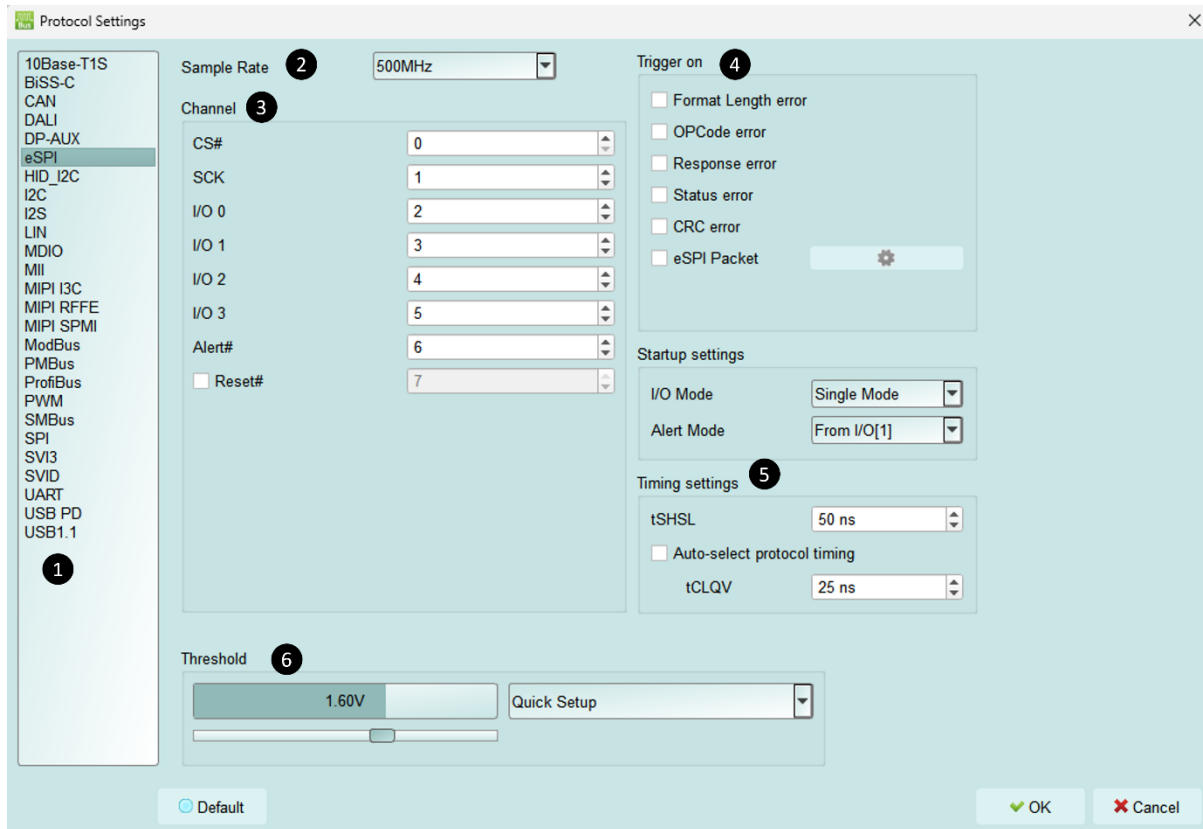 Bus Protocol Settings
10Base-T1S
BiSS-C
CAN
DALI
DP-AUX
eSPI
HID_I2C
I2C
I2S
LIN
MDIO
MII
MIPI I3C
MIPI RFFE
MIPI SPMI
ModBus
PMBus
ProfiBus
PWM
SMBus
SPI
SVI3
SVID
UART
USB PD
USB1.1
1
Sample Rate 2 500MHz
Channel 3
CS# 0
SCK 1
I/O 0 2
I/O 1 3
I/O 2 4
I/O 3 5
Alert# 6
Reset# 7
Trigger on 4
Format Length error
OPCode error
Response error
Status error
CRC error
eSPI Packet
Startup settings
I/O Mode Single Mode
Alert Mode From I/O[1]
Timing settings 5
tSHSL 50 ns
Auto-select protocol timing
tCLQV 25 ns
Threshold 6
1.60V Quick Setup
Default OK Cancel